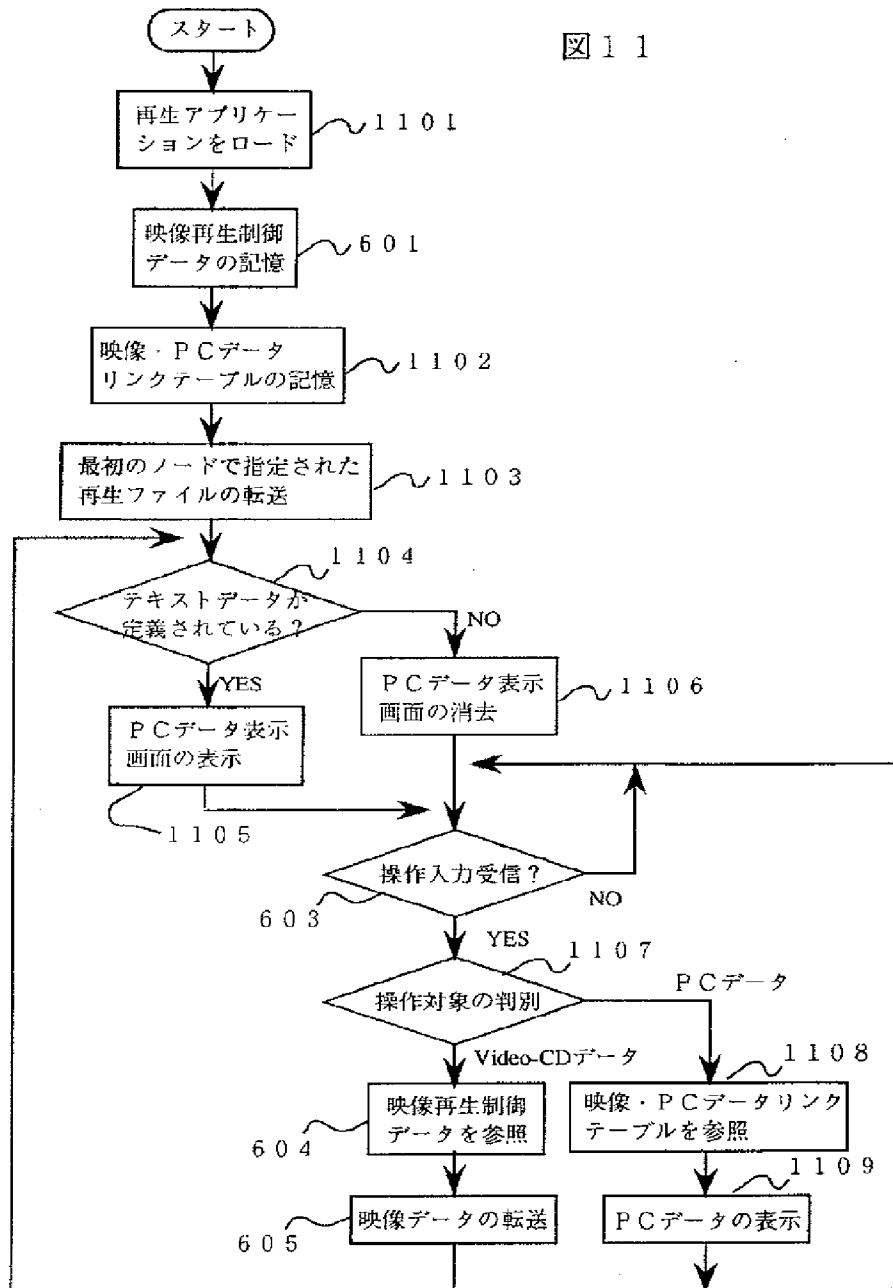 スタート
図11
再生アプリケー
ションをロード
1101
映像再生制御
データの記憶
601
映像・PCデータ
リンクテーブルの記憶
1102
最初のノードで指定された
再生ファイルの転送
1103
1104
テキストデータが
定義されている?
NO
YES
PCデータ表示
画面の消去
1106
PCデータ表示
画面の表示
1105
操作入力受信?
603
NO
YES
1107
操作対象の判別
PCデータ
Video-CDデータ
1108
映像再生制御
データを参照
604
映像・PCデータリンク
テーブルを参照
1109
映像データの転送
605
PCデータの表示